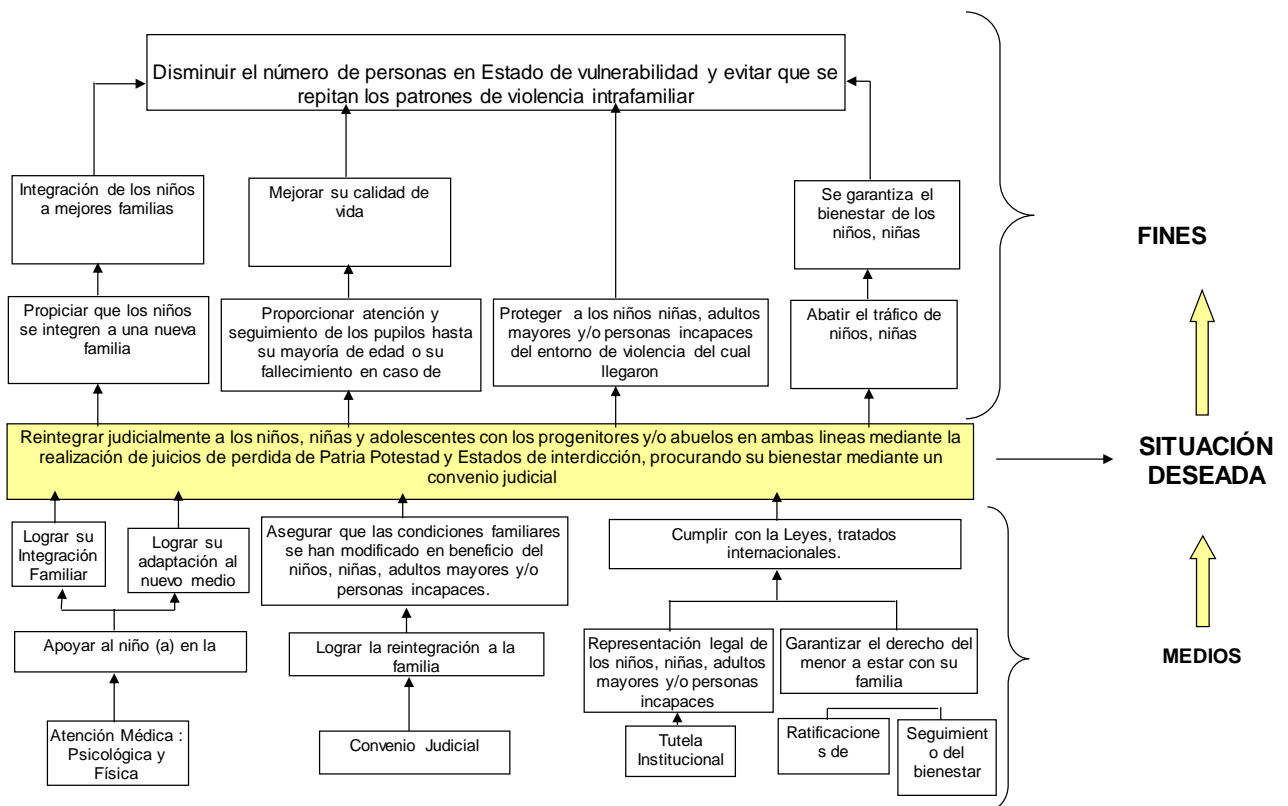 Disminuir el número de personas en Estado de vulnerabilidad y evitar que se
repitan los patrones de violencia intrafamiliar
Integración de los niños
a mejores familias
Mejorar su calidad de
vida
Se garantiza el
bienestar de los
niños, niñas
FINES
Propiciar que los niños
se integren a una nueva
familia
Proporcionar atención y
seguimiento de los pupilos hasta
su mayoría de edad o su
fallecimiento en caso de
Proteger a los niños niñas, adultos
mayores y/o personas incapaces
del entorno de violencia del cual
llegaron
Abatir el tráfico de
niños, niñas
Reintegrar judicialmente a los niños, niñas y adolescentes con los progenitores y/o abuelos en ambas lineas mediante la
realización de juicios de perdida de Patria Potestad y Estados de interdicción, procurando su bienestar mediante un
convenio judicial
SITUACIÓN
DESEADA
Lograr su
Integración
Familiar
Lograr su
adaptación al
nuevo medio
Asegurar que las condiciones familiares
se han modificado en beneficio del
niños, niñas, adultos mayores y/o
personas incapaces.
Cumplir con la Leyes, tratados
internacionales.
Apoyar al niño (a) en la
Lograr la reintegración a la
familia
Representación legal de
los niños, niñas, adultos
mayores y/o personas
incapaces
Garantizar el derecho del
menor a estar con su
familia
MEDIOS
Atención Médica :
Psicológica y
Física
Convenio Judicial
Tutela
Institucional
Ratificacione
s de
Seguimient
o del
bienestar